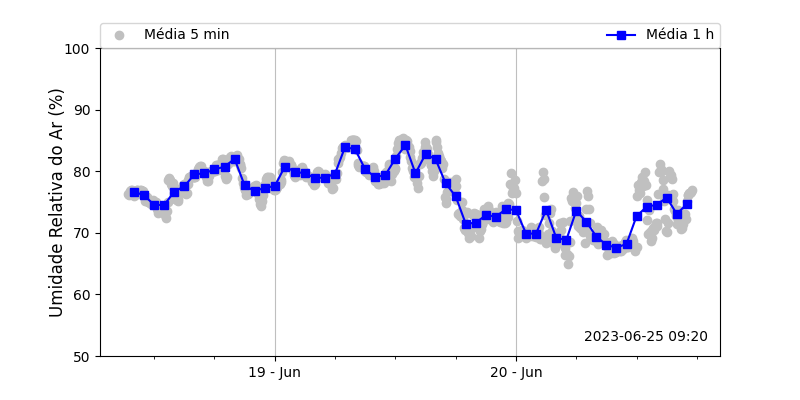 Média 5 min
Média 1 h
100
90
80
70
60
50
Umidade Relativa do Ar (%)
2023-06-25 09:20
19 - Jun
20 - Jun